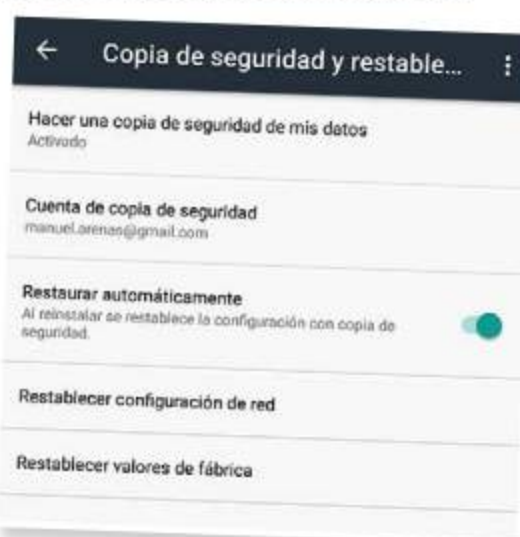 Copia de seguridad y restable...
Hacer una copia de seguridad de mis datos
Activado
Cuenta de copia de seguridad
manuel.arenas@gmail.com
Restaurar automáticamente
Al reinstalar se restablece la configuración con copia de
seguridad.
Restablecer configuración de red
Restablecer valores de fábrica